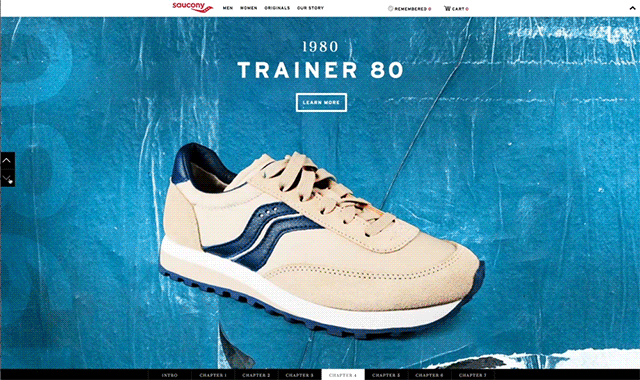 saucony
MEN WOMEN ORIGINALS OUR STORY
REMEMBERED 0
CART 0
1980
TRAINER 80
LEARN MORE
INTRO CHAPTER 1 CHAPTER 2 CHAPTER 3 CHAPTER 4 CHAPTER 5 CHAPTER 6 CHAPTER 7